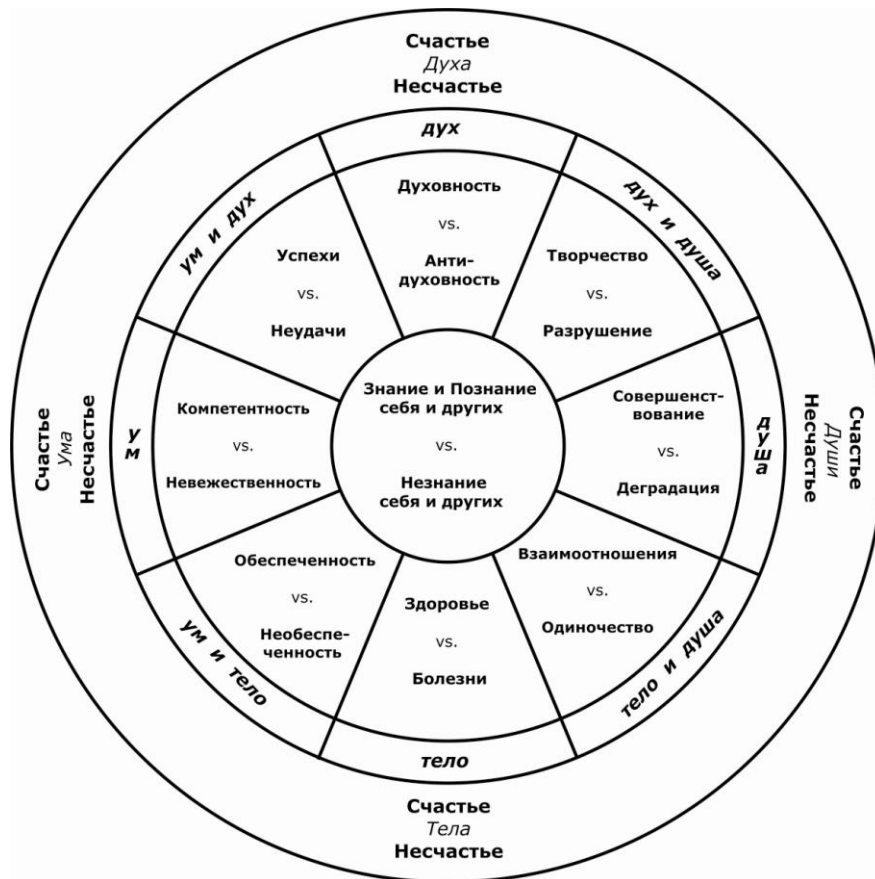 Счастье
Духа
Несчастье
дух
дух и душа
душа
тело и душа
тело
ум и тело
ум
ум и дух
Духовность
vs.
Анти-
духовность
Творчество
vs.
Разрушение
Совершенст-
вование
vs.
Деградация
Взаимоотношения
vs.
Одиночество
Здоровье
vs.
Болезни
Обеспеченность
vs.
Необеспе-
ченность
Компетентность
vs.
Невежественность
Успехи
vs.
Неудачи
Знание и Познание
себя и других
vs.
Незнание
себя и других
Счастье
Души
Несчастье
Счастье
Тела
Несчастье
Счастье
Ума
Несчастье